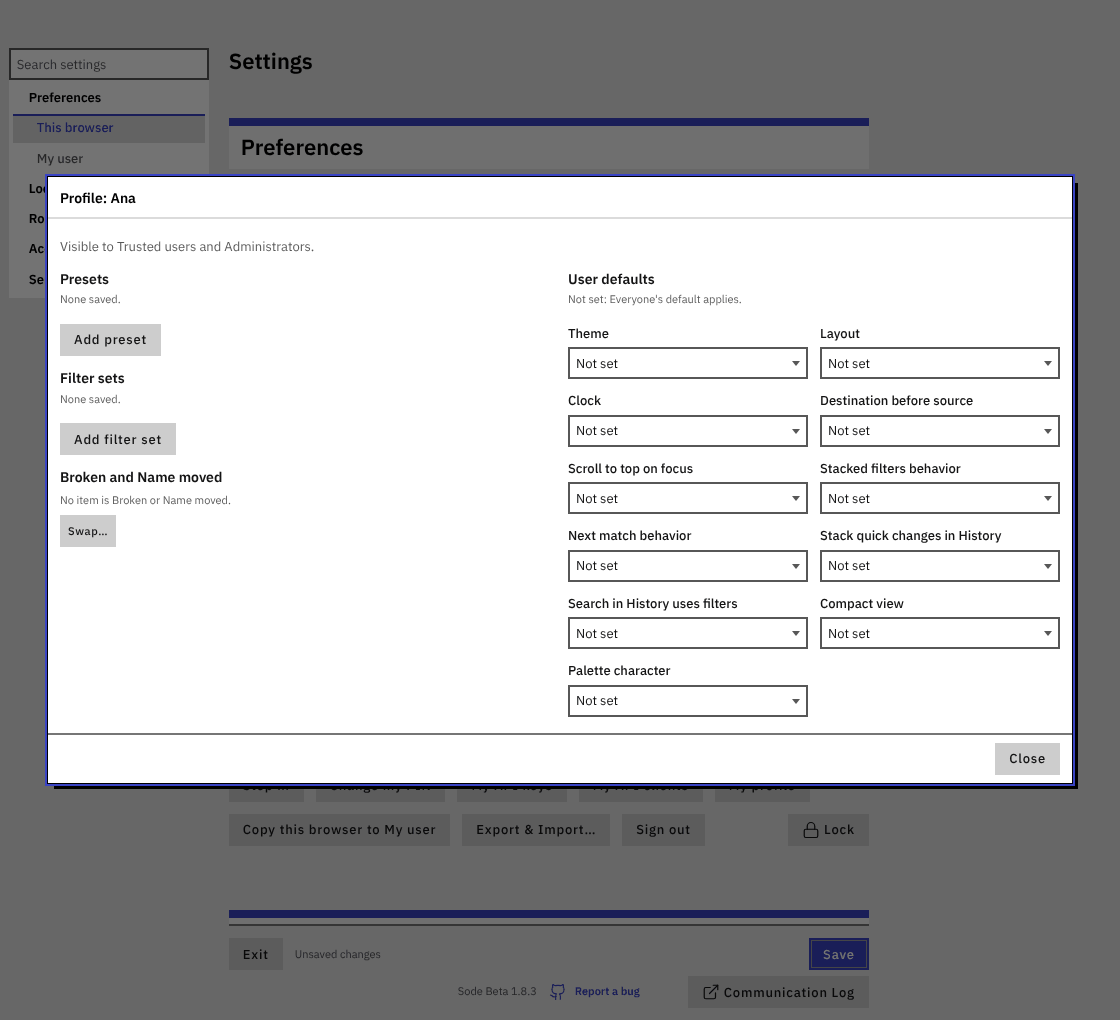 Search settings
Settings
Preferences
This browser
My user
Preferences
Profile: Ana
Visible to Trusted users and Administrators.
Presets
None saved.
Add preset
Filter sets
None saved.
Add filter set
Broken and Name moved
No item is Broken or Name moved.
Swap…
User defaults
Not set: Everyone's default applies.
Theme
Not set
Layout
Not set
Clock
Not set
Destination before source
Not set
Scroll to top on focus
Not set
Stacked filters behavior
Not set
Next match behavior
Not set
Stack quick changes in History
Not set
Search in History uses filters
Not set
Compact view
Not set
Palette character
Not set
Close
Copy this browser to My user
Export & Import…
Sign out
Lock
Exit
Unsaved changes
Save
Sode Beta 1.8.3
Report a bug
Communication Log